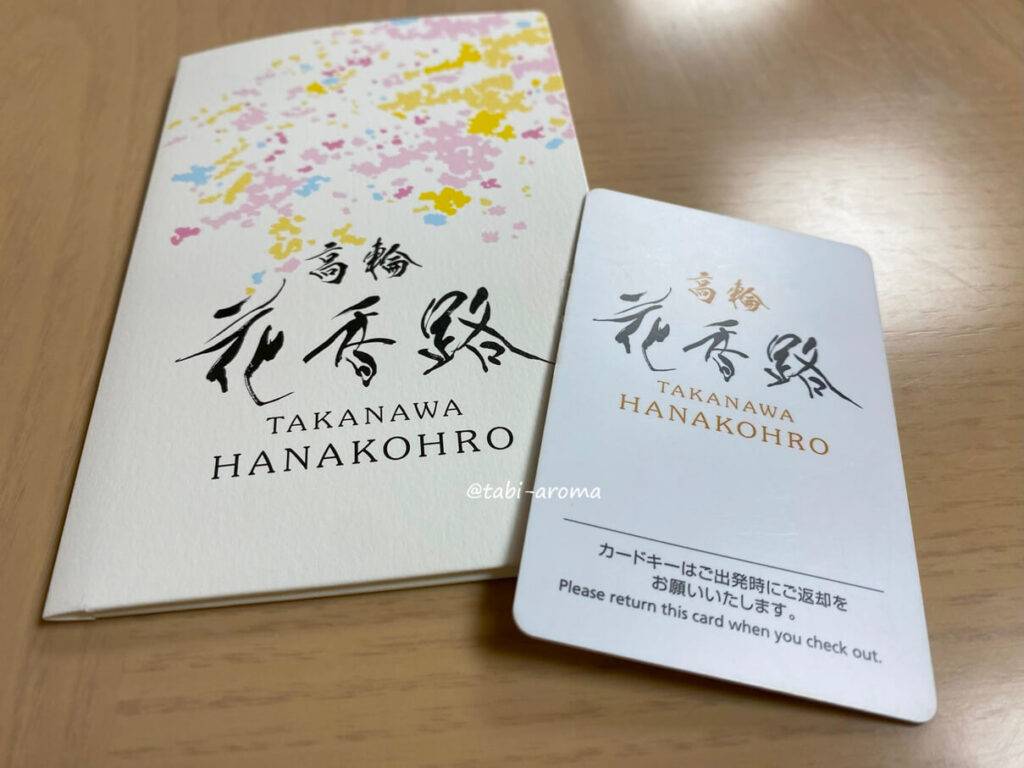 高輪
花香路
TAKANAWA
HANAKOHRO
@tabi-aroma
高輪
花香路
TAKANAWA
HANAKOHRO
カードキーはご出発時にご返却を
お願いいたします。
Please return this card when you check out.